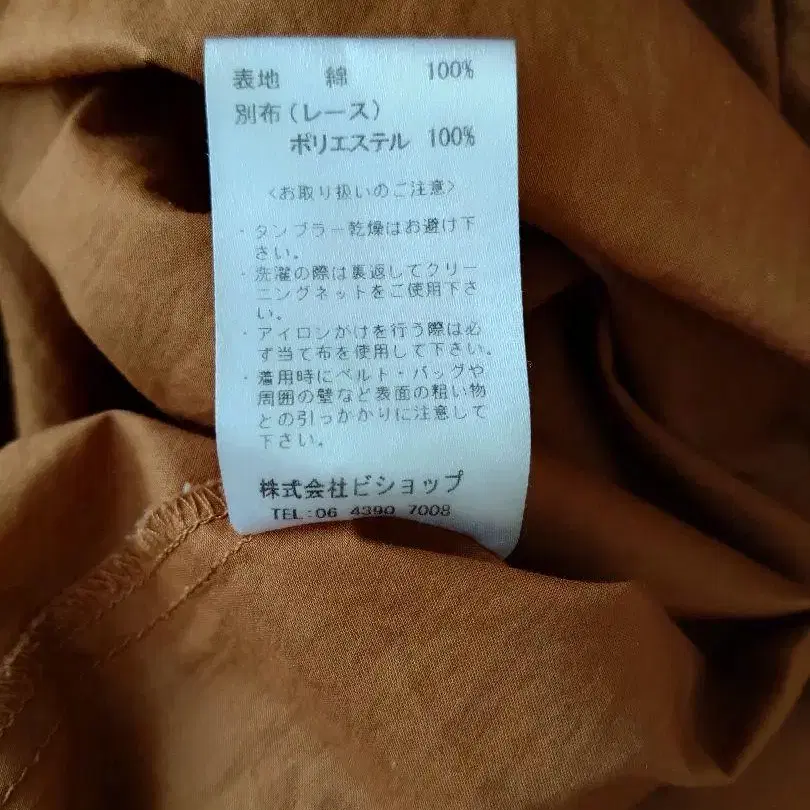 表地 綿 100%
別布(レース)
ポリエステル 100%
<お取り扱いのご注意>
・タンブラー乾燥はお避け下
さい。
・洗濯の際は裏返してクリー
ニングネットをご使用下さ
い。
・アイロンかけを行う際は必
ず当て布を使用して下さい。
・着用時にベルト・バッグや
周囲の壁など表面の粗い物
との引っかかりに注意して
下さい。
株式会社ビショップ
TEL:06 4390 7008